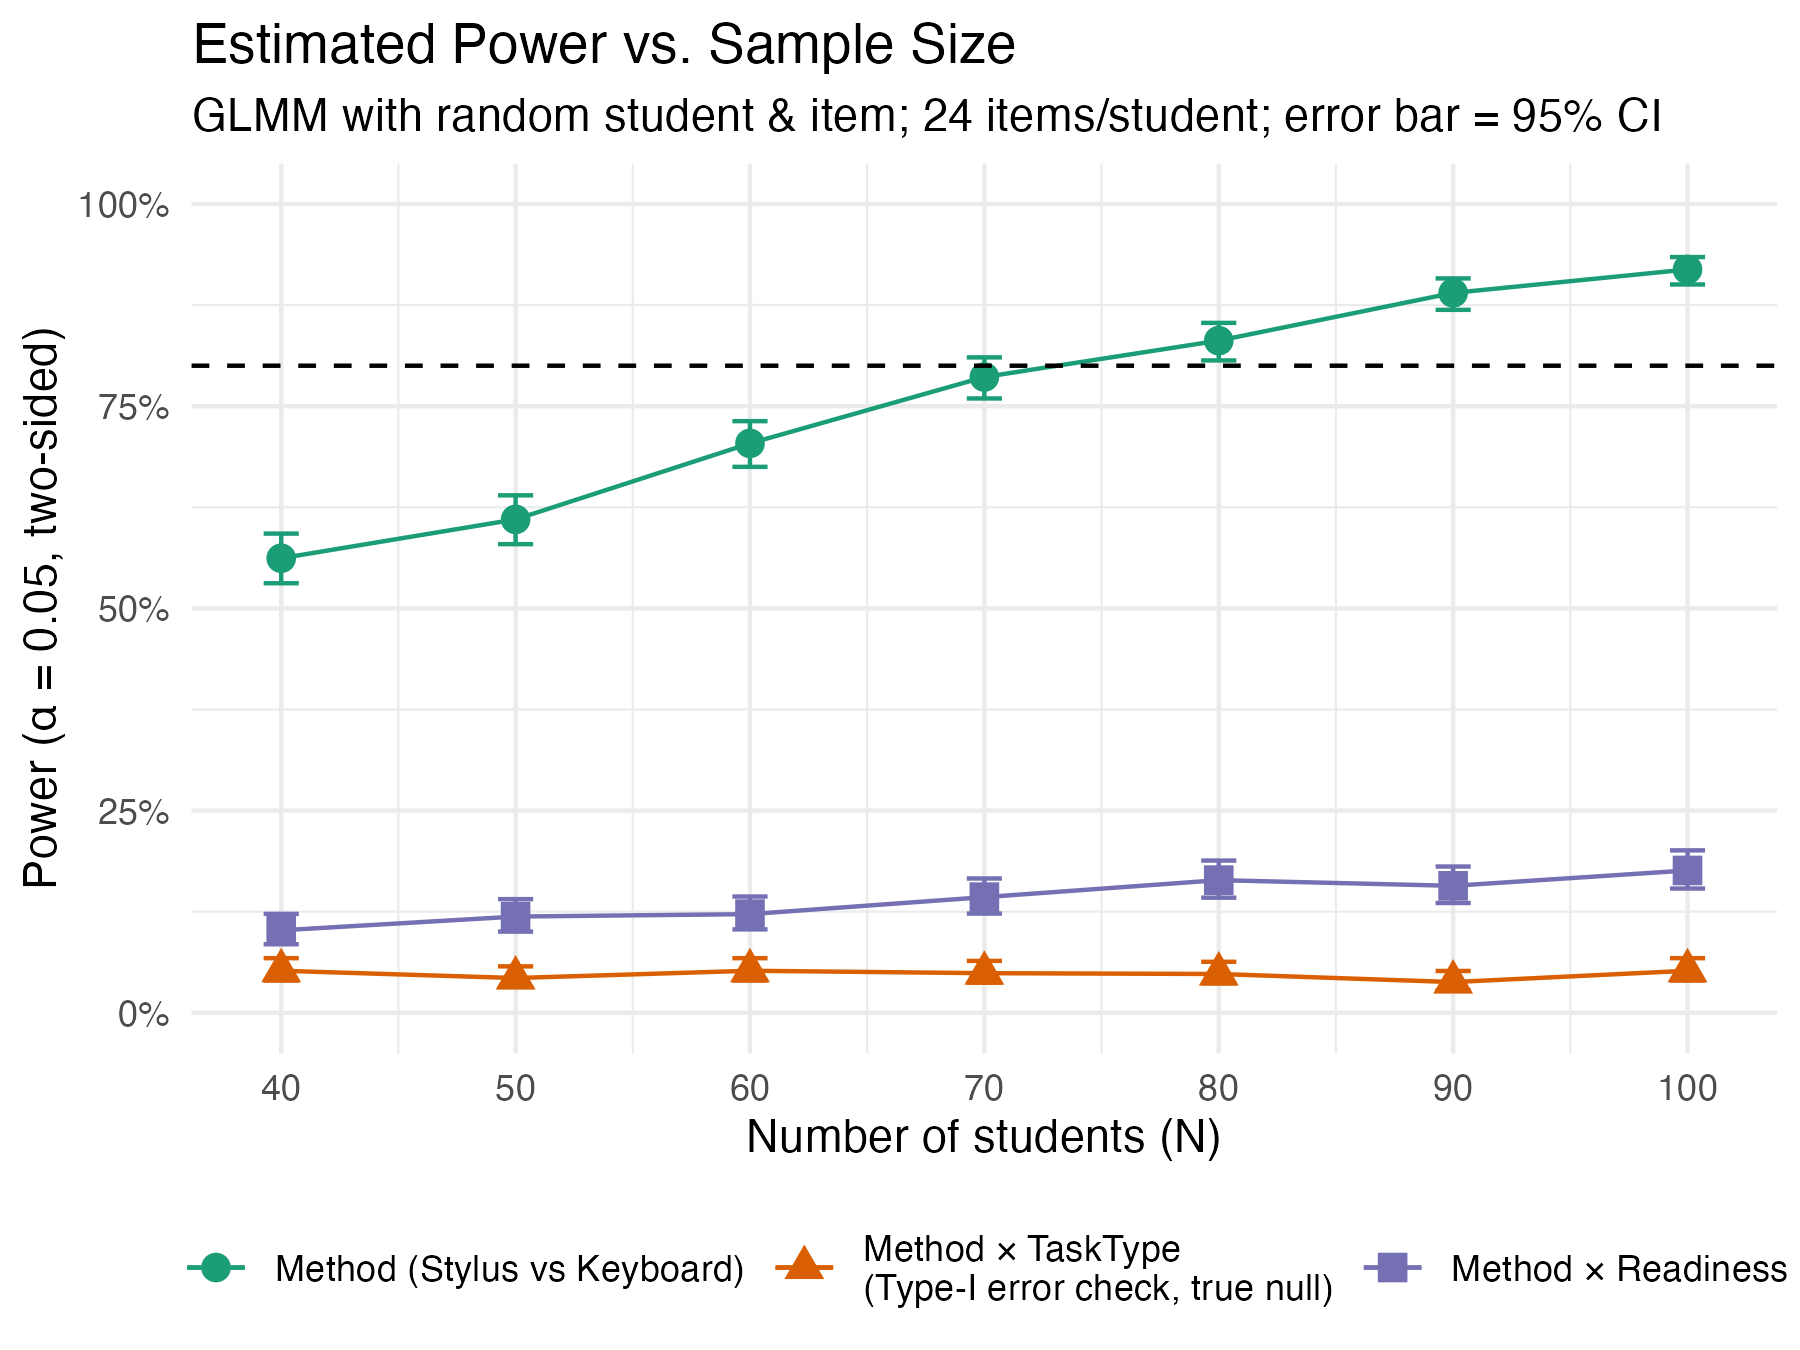 Estimated Power vs. Sample Size
GLMM with random student & item; 24 items/student; error bar = 95% CI
Power (α = 0.05, two-sided)
100%
75%
50%
25%
0%
40 50 60 70 80 90 100
Number of students (N)
Method (Stylus vs Keyboard)
Method × TaskType
(Type-I error check, true null)
Method × Readiness